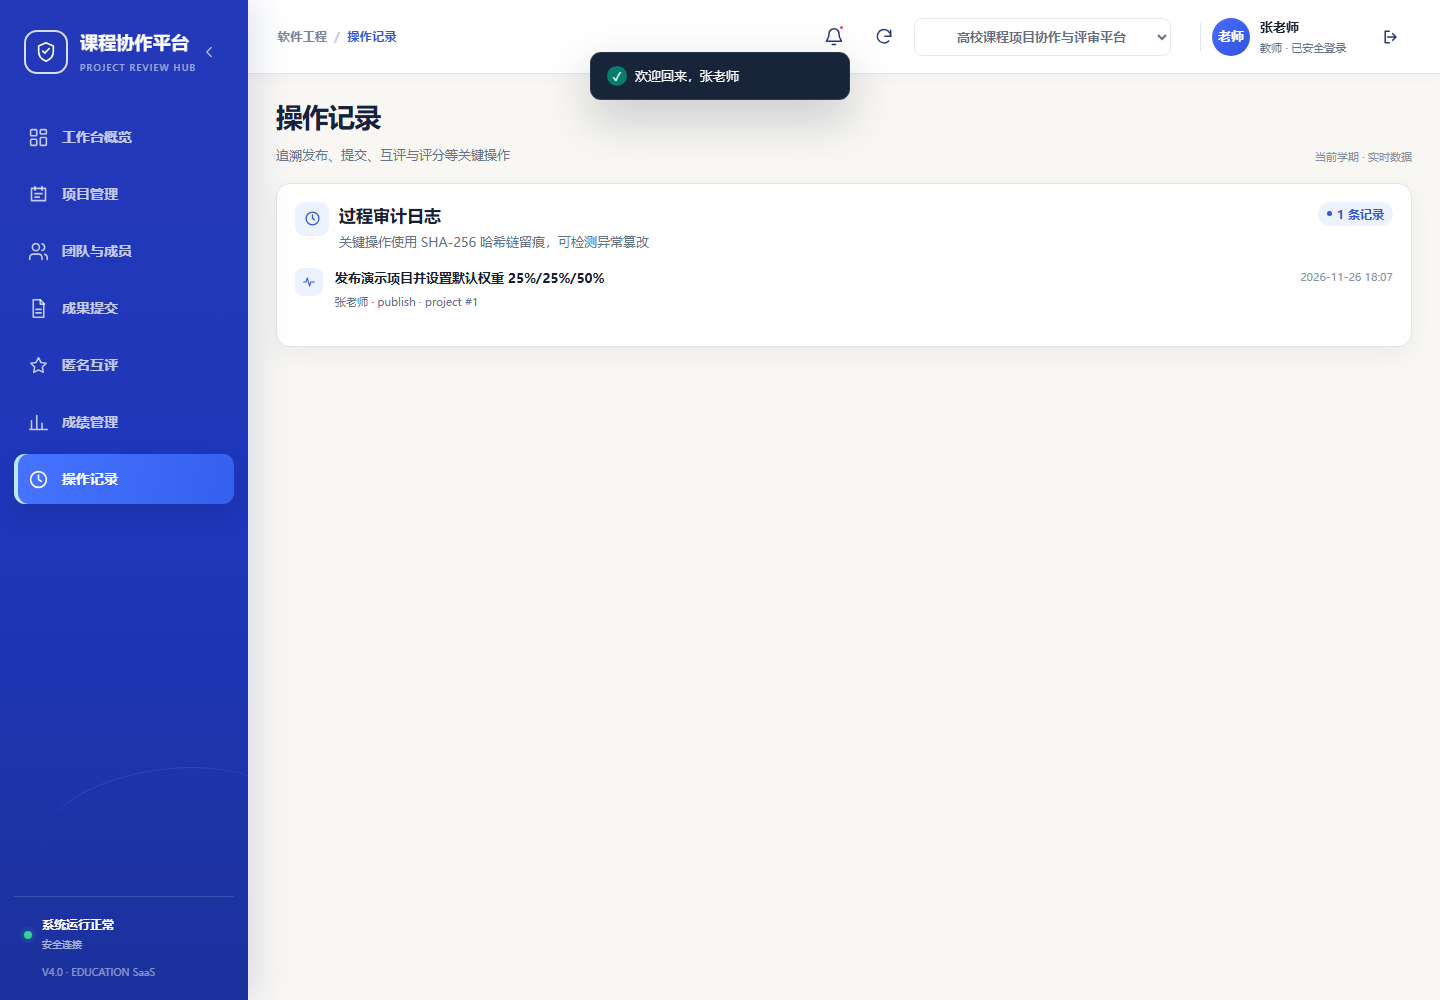 课程协作平台
PROJECT REVIEW HUB
工作台概览
项目管理
团队与成员
成果提交
匿名互评
成绩管理
操作记录
系统运行正常
安全连接
V4.0 · EDUCATION SaaS
软件工程 / 操作记录
高校课程项目协作与评审平台
老师
张老师
教师 · 已安全登录
欢迎回来，张老师
操作记录
追溯发布、提交、互评与评分等关键操作
当前学期 · 实时数据
过程审计日志
1 条记录
关键操作使用 SHA-256 哈希链留痕，可检测异常篡改
发布演示项目并设置默认权重 25%/25%/50%
2026-11-26 18:07
张老师 · publish · project #1